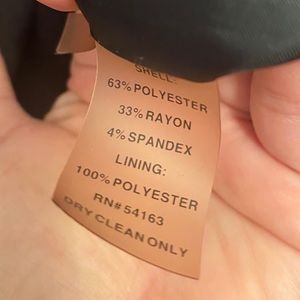 SHELL:
63% POLYESTER
33% RAYON
4% SPANDEX
LINING:
100% POLYESTER
RN# 54163
DRY CLEAN ONLY